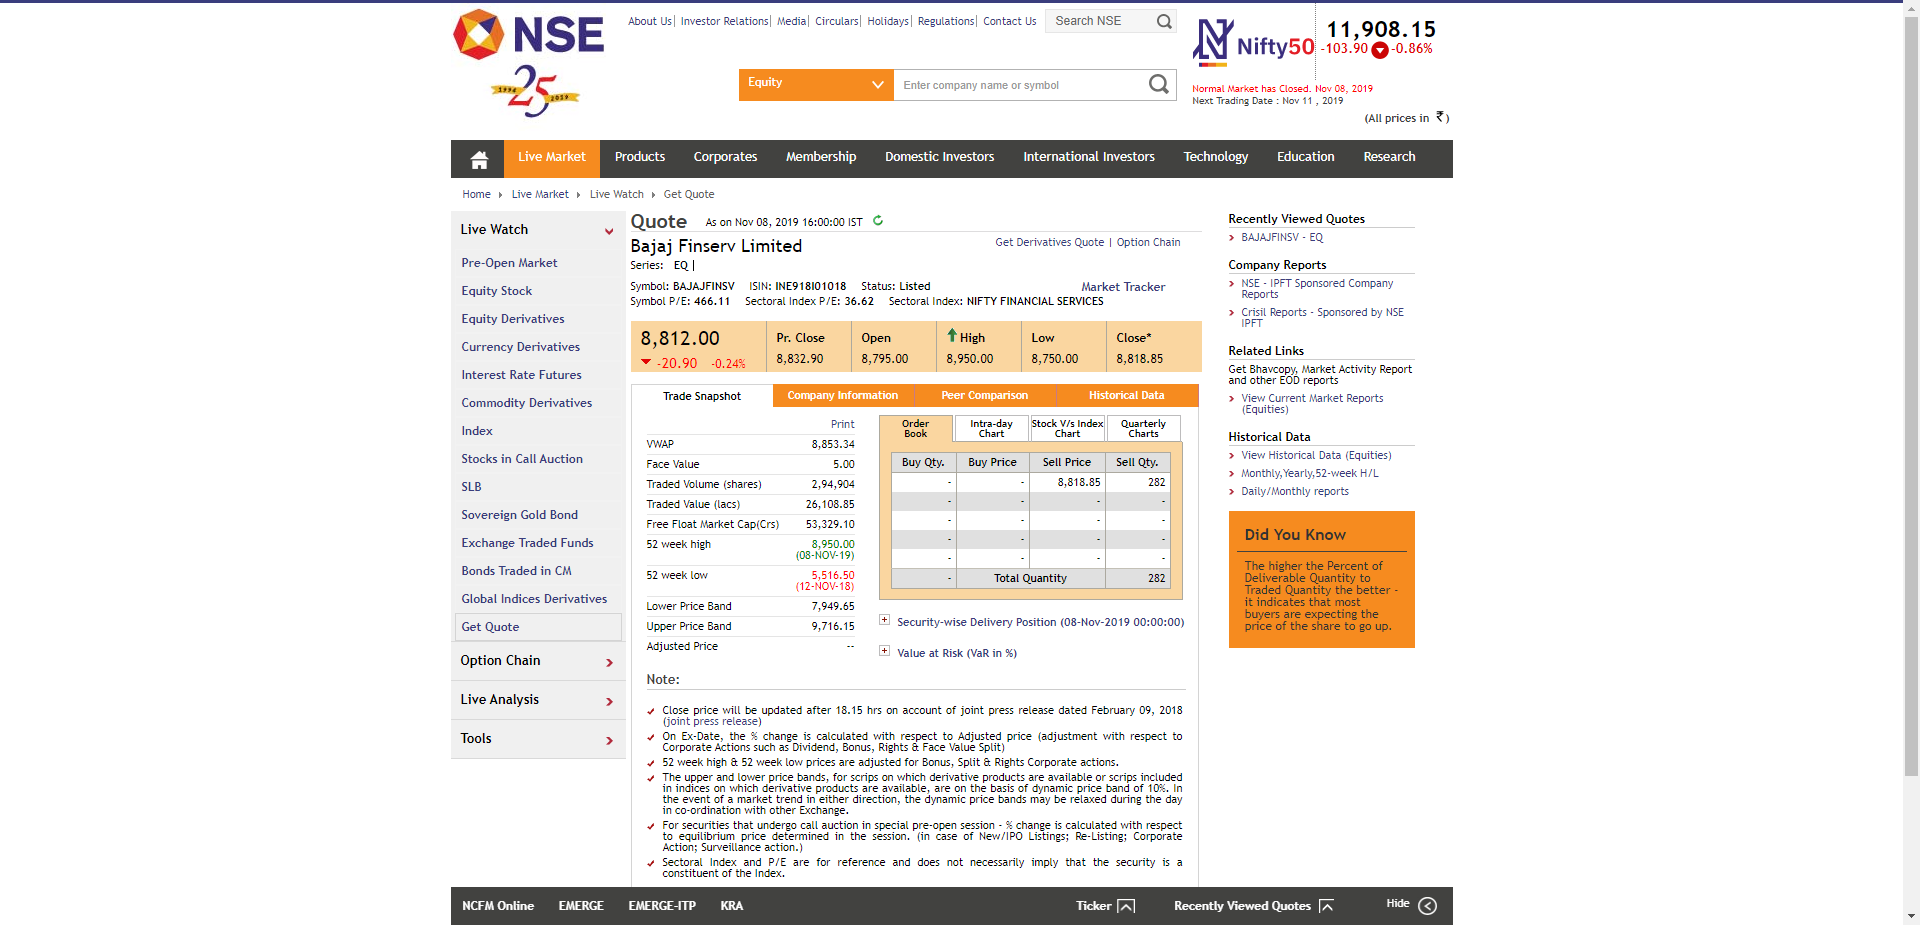 NSE
1994 25 2019
About Us| Investor Relations| Media| Circulars| Holidays| Regulations| Contact Us
Search NSE
Equity
Enter company name or symbol
Nifty50
11,908.15
-103.90 -0.86%
Normal Market has Closed. Nov 08, 2019
Next Trading Date : Nov 11 , 2019
(All prices in ₹)
Live Market Products Corporates Membership Domestic Investors International Investors Technology Education Research
Home Live Market Live Watch Get Quote
Live Watch
Pre-Open Market
Equity Stock
Equity Derivatives
Currency Derivatives
Interest Rate Futures
Commodity Derivatives
Index
Stocks in Call Auction
SLB
Sovereign Gold Bond
Exchange Traded Funds
Bonds Traded in CM
Global Indices Derivatives
Get Quote
Option Chain
Live Analysis
Tools
Quote As on Nov 08, 2019 16:00:00 IST
Bajaj Finserv Limited
Get Derivatives Quote | Option Chain
Series: EQ |
Symbol: BAJAJFINSV ISIN: INE918I01018 Status: Listed
Market Tracker
Symbol P/E: 466.11 Sectoral Index P/E: 36.62 Sectoral Index: NIFTY FINANCIAL SERVICES
8,812.00
-20.90 -0.24%
Pr. Close Open High Low Close*
8,832.90 8,795.00 8,950.00 8,750.00 8,818.85
Trade Snapshot Company Information Peer Comparison Historical Data
Print
VWAP 8,853.34
Face Value 5.00
Traded Volume (shares) 2,94,904
Traded Value (lacs) 26,108.85
Free Float Market Cap(Crs) 53,329.10
52 week high 8,950.00
(08-NOV-19)
52 week low 5,516.50
(12-NOV-18)
Lower Price Band 7,949.65
Upper Price Band 9,716.15
Adjusted Price --
Order Book
Intra-day Chart
Stock V/s Index Chart
Quarterly Charts
Buy Qty. Buy Price Sell Price Sell Qty.
- - 8,818.85 282
- - - -
- - - -
- - - -
- - - -
- Total Quantity 282
Security-wise Delivery Position (08-Nov-2019 00:00:00)
Value at Risk (VaR in %)
Note:
Close price will be updated after 18.15 hrs on account of joint press release dated February 09, 2018
(joint press release)
On Ex-Date, the % change is calculated with respect to Adjusted price (adjustment with respect to
Corporate Actions such as Dividend, Bonus, Rights & Face Value Split)
52 week high & 52 week low prices are adjusted for Bonus, Split & Rights Corporate actions.
The upper and lower price bands, for scrips on which derivative products are available or scrips included
in indices on which derivative products are available, are on the basis of dynamic price band of 10%. In
the event of a market trend in either direction, the dynamic price bands may be relaxed during the day
in co-ordination with other Exchange.
For securities that undergo call auction in special pre-open session - % change is calculated with respect
to equilibrium price determined in the session. (in case of New/IPO Listings; Re-Listing; Corporate
Action; Surveillance action.)
Sectoral Index and P/E are for reference and does not necessarily imply that the security is a
constituent of the Index.
Recently Viewed Quotes
BAJAJFINSV - EQ
Company Reports
NSE - IPFT Sponsored Company
Reports
Crisil Reports - Sponsored by NSE
IPFT
Related Links
Get Bhavcopy, Market Activity Report
and other EOD reports
View Current Market Reports
(Equities)
Historical Data
View Historical Data (Equities)
Monthly,Yearly,52-week H/L
Daily/Monthly reports
Did You Know
The higher the Percent of
Deliverable Quantity to
Traded Quantity the better -
it indicates that most
buyers are expecting the
price of the share to go up.
NCFM Online EMERGE EMERGE-ITP KRA
Ticker Recently Viewed Quotes Hide